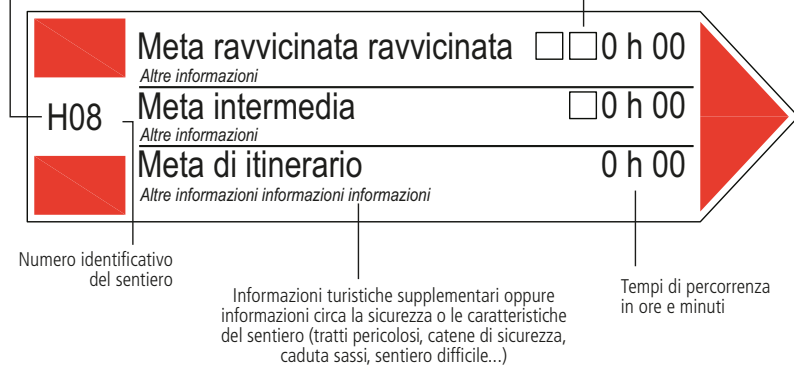 Meta ravvicinata ravvicinata 0 h 00
Altre informazioni
H08
Meta intermedia 0 h 00
Altre informazioni
Meta di itinerario 0 h 00
Altre informazioni informazioni informazioni
Numero identificativo
del sentiero
Informazioni turistiche supplementari oppure
informazioni circa la sicurezza o le caratteristiche
del sentiero (tratti pericolosi, catene di sicurezza,
caduta sassi, sentiero difficile...)
Tempi di percorrenza
in ore e minuti